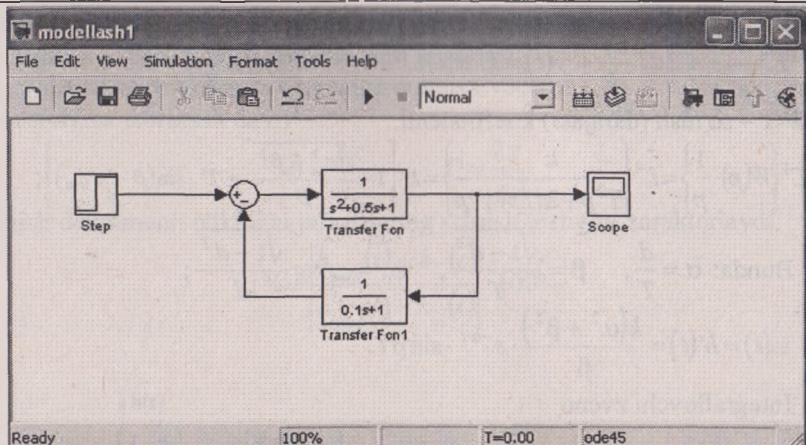 modellash1
File Edit View Simulation Format Tools Help
Normal
Step
+
-
1
s²+0.5s+1
Transfer Fcn
Scope
1
0.1s+1
Transfer Fcn1
Ready 100% T=0.00 ode45